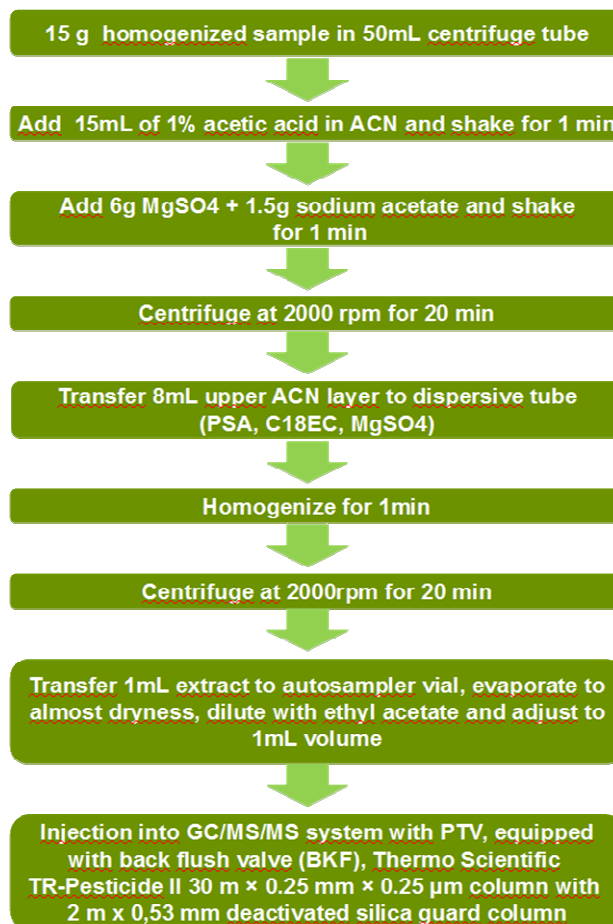 15 g homogenized sample in 50mL centrifuge tube
Add 15mL of 1% acetic acid in ACN and shake for 1 min
Add 6g MgSO4 + 1.5g sodium acetate and shake
for 1 min
Centrifuge at 2000 rpm for 20 min
Transfer 8mL upper ACN layer to dispersive tube
(PSA, C18EC, MgSO4)
Homogenize for 1min
Centrifuge at 2000rpm for 20 min
Transfer 1mL extract to autosampler vial, evaporate to
almost dryness, dilute with ethyl acetate and adjust to
1mL volume
Injection into GC/MS/MS system with PTV, equipped
with back flush valve (BKF), Thermo Scientific
TR-Pesticide II 30 m × 0.25 mm × 0.25 µm column with
2 m x 0,53 mm deactivated silica guard column